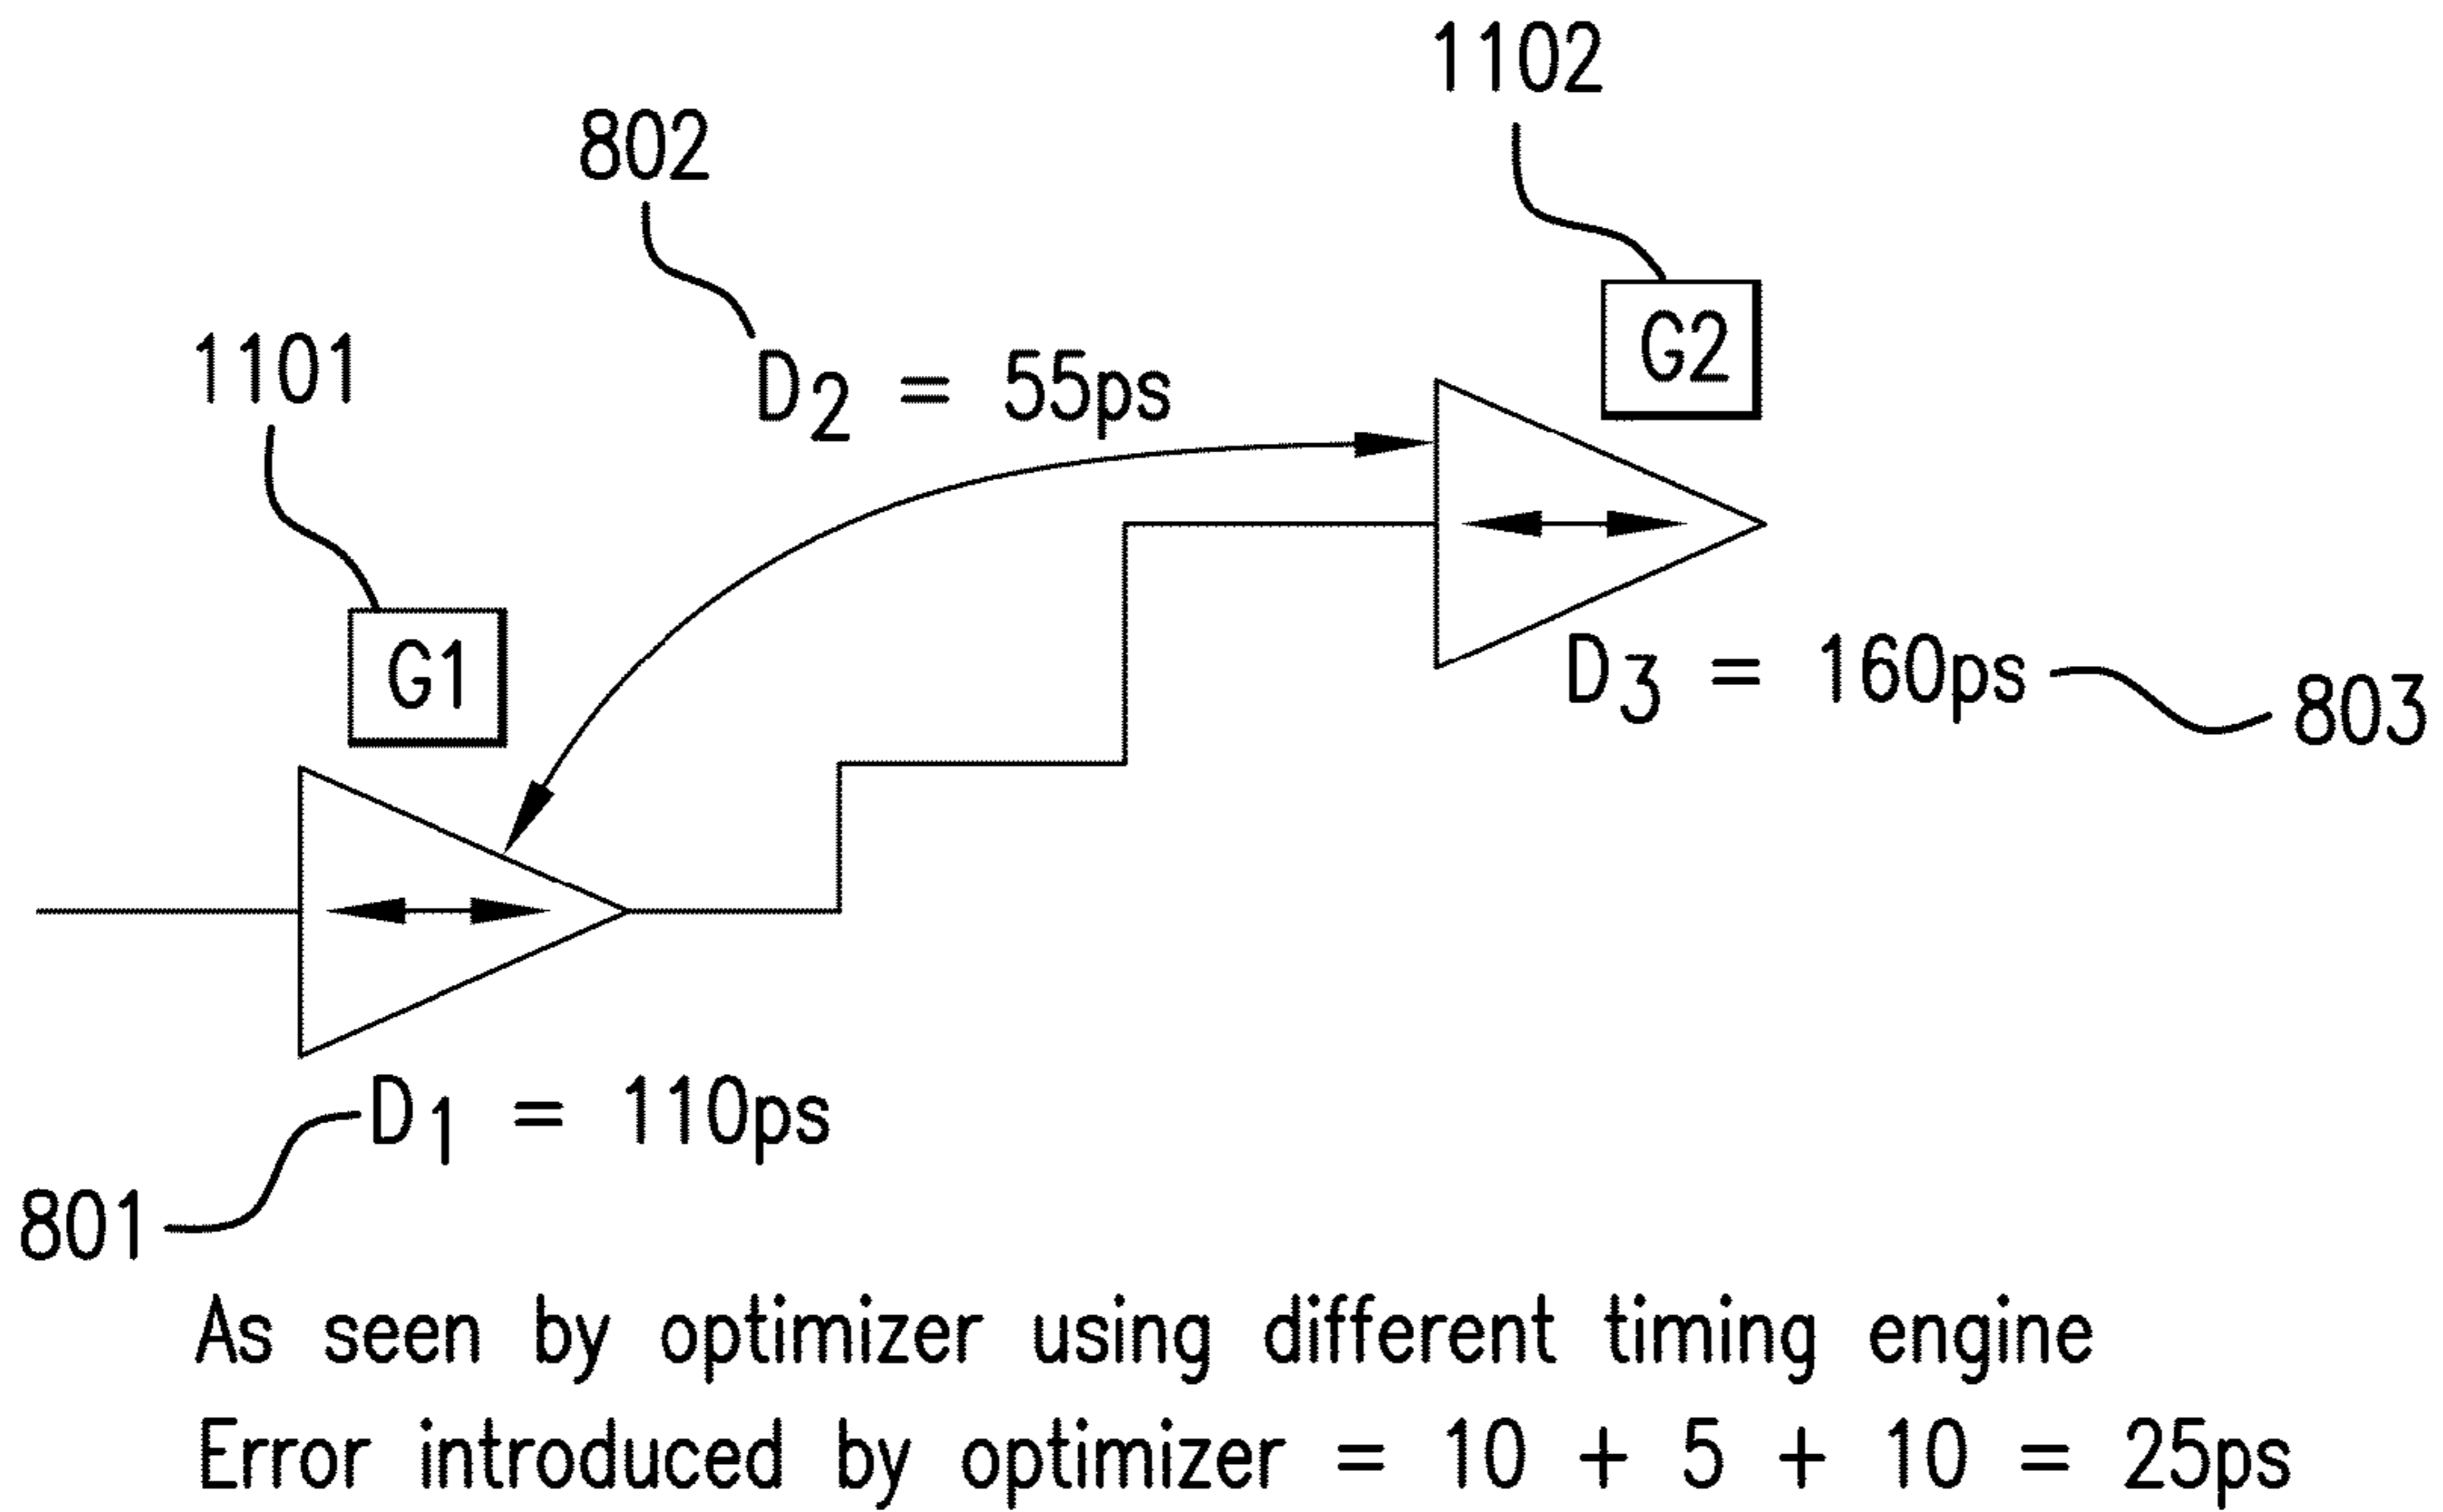 1102
802
G2
1101
D2 = 55ps
G1
D3 = 160ps
803
D1 = 110ps
801
As seen by optimizer using different timing engine
Error introduced by optimizer = 10 + 5 + 10 = 25ps